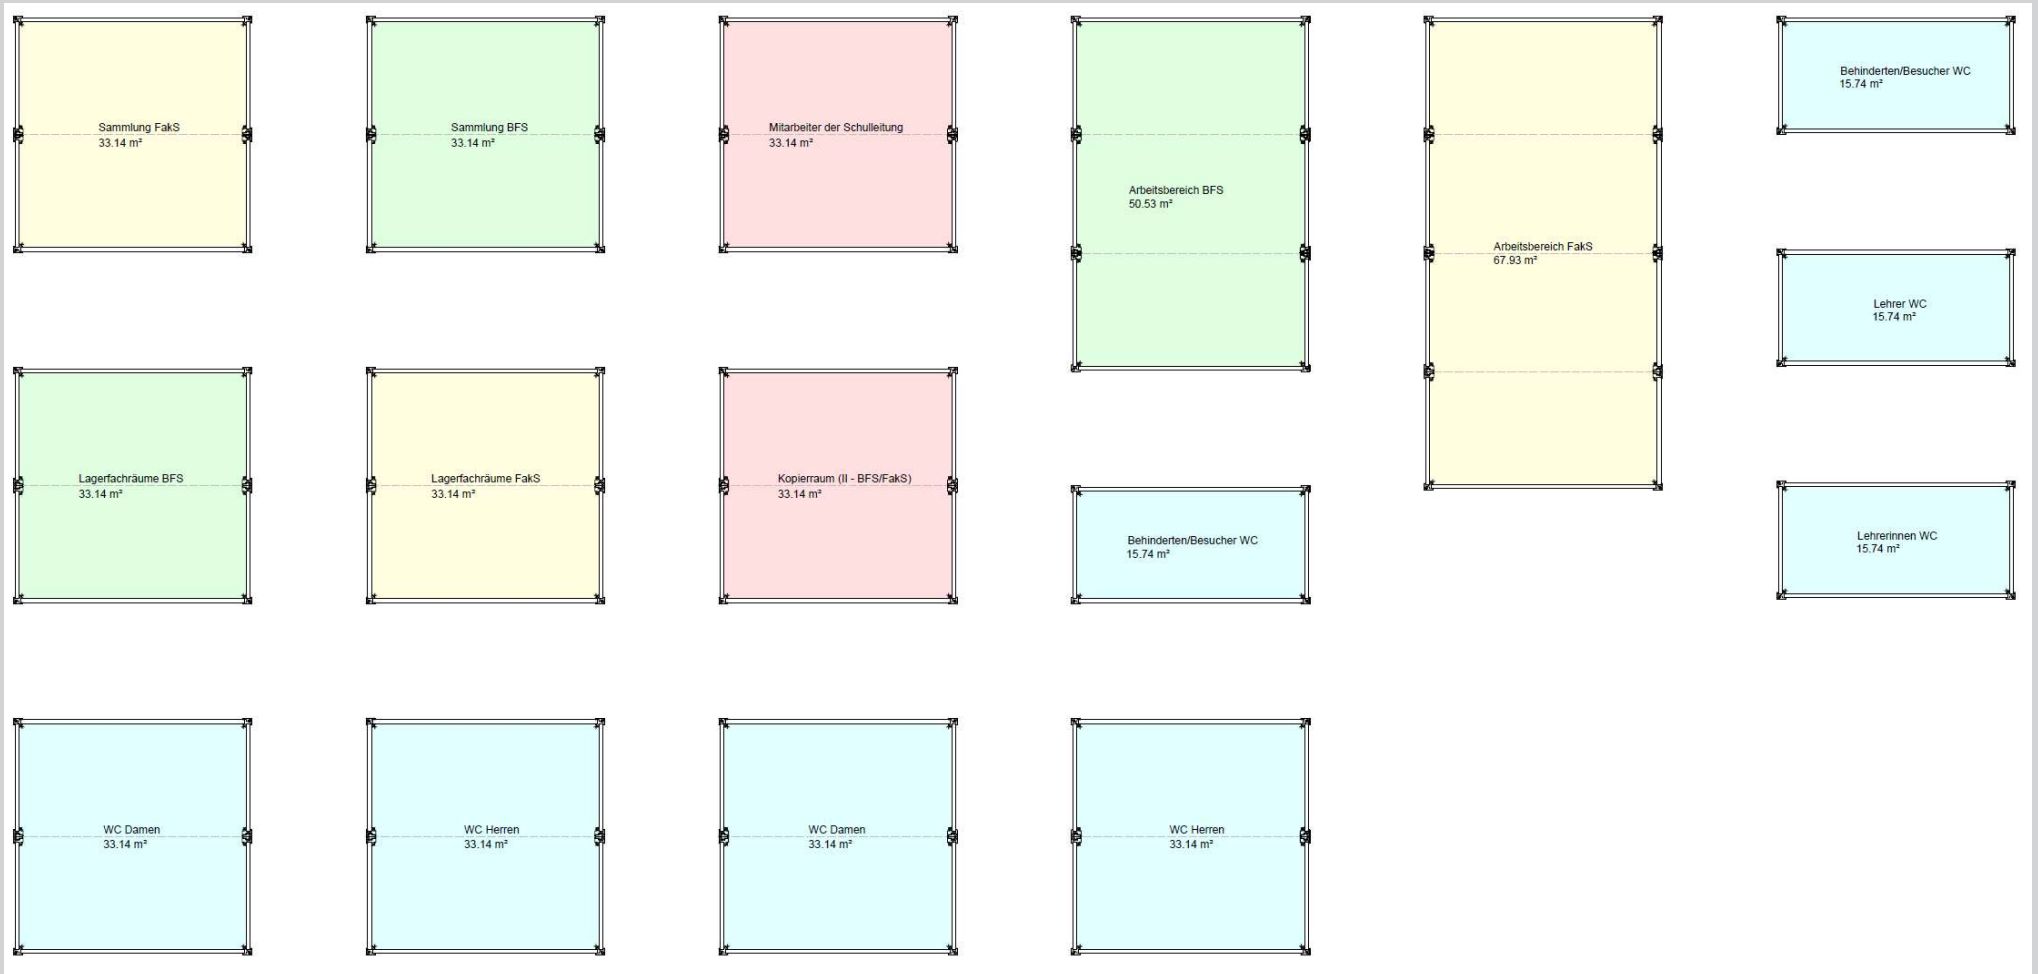 Sammlung FakS
33.14 m²
Sammlung BFS
33.14 m²
Mitarbeiter der Schulleitung
33.14 m²
Arbeitsbereich BFS
50.53 m²
Arbeitsbereich FakS
67.93 m²
Behinderten/Besucher WC
15.74 m²
Lehrer WC
15.74 m²
Lagerfachräume BFS
33.14 m²
Lagerfachräume FakS
33.14 m²
Kopierraum (II - BFS/FakS)
33.14 m²
Behinderten/Besucher WC
15.74 m²
Lehrerinnen WC
15.74 m²
WC Damen
33.14 m²
WC Herren
33.14 m²
WC Damen
33.14 m²
WC Herren
33.14 m²